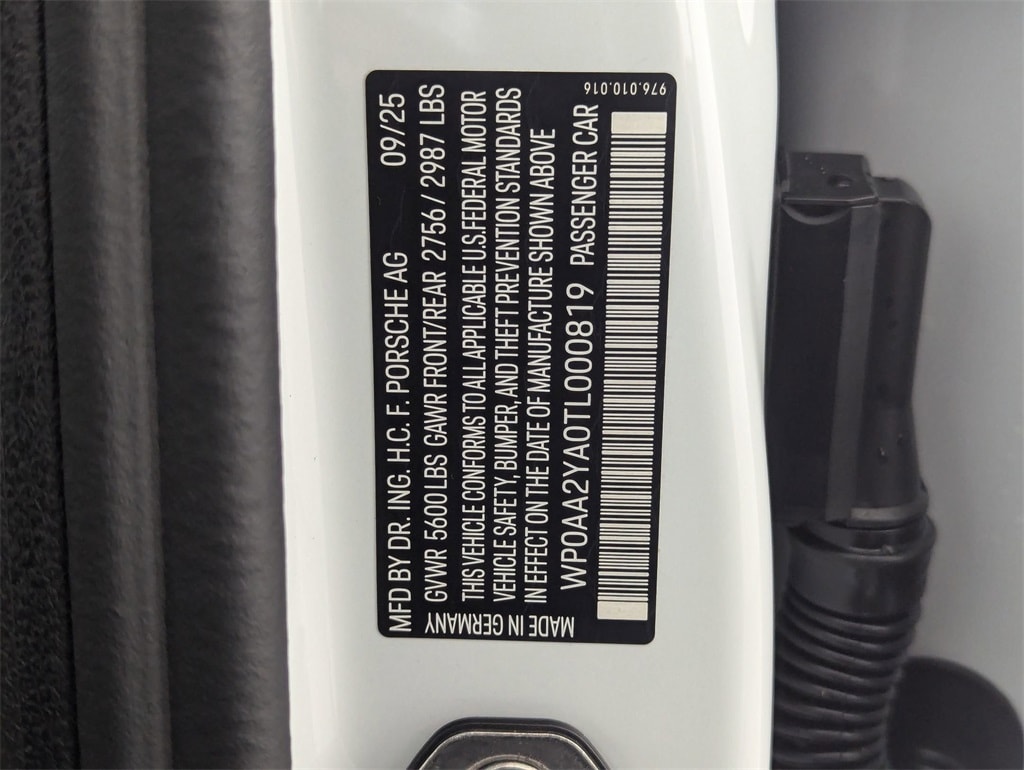 MFD BY DR. ING. H.C. F. PORSCHE AG 09/25
GVWR 5600 LBS GAWR FRONT/REAR 2756 / 2987 LBS
THIS VEHICLE CONFORMS TO ALL APPLICABLE U.S. FEDERAL MOTOR
VEHICLE SAFETY, BUMPER, AND THEFT PREVENTION STANDARDS
IN EFFECT ON THE DATE OF MANUFACTURE SHOWN ABOVE
WP0AA2YA0TL000819 PASSENGER CAR
MADE IN GERMANY
976.010.016